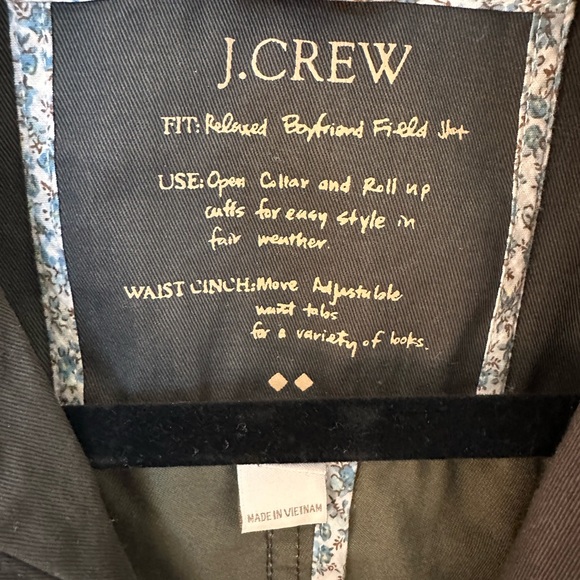 J.CREW
FIT: Relaxed Boyfriend Field Jkt
USE: Open Collar and Roll up
cuffs for easy style in
fair weather.
WAIST CINCH: Move Adjustable
waist tabs
for a variety of looks.
MADE IN VIETNAM